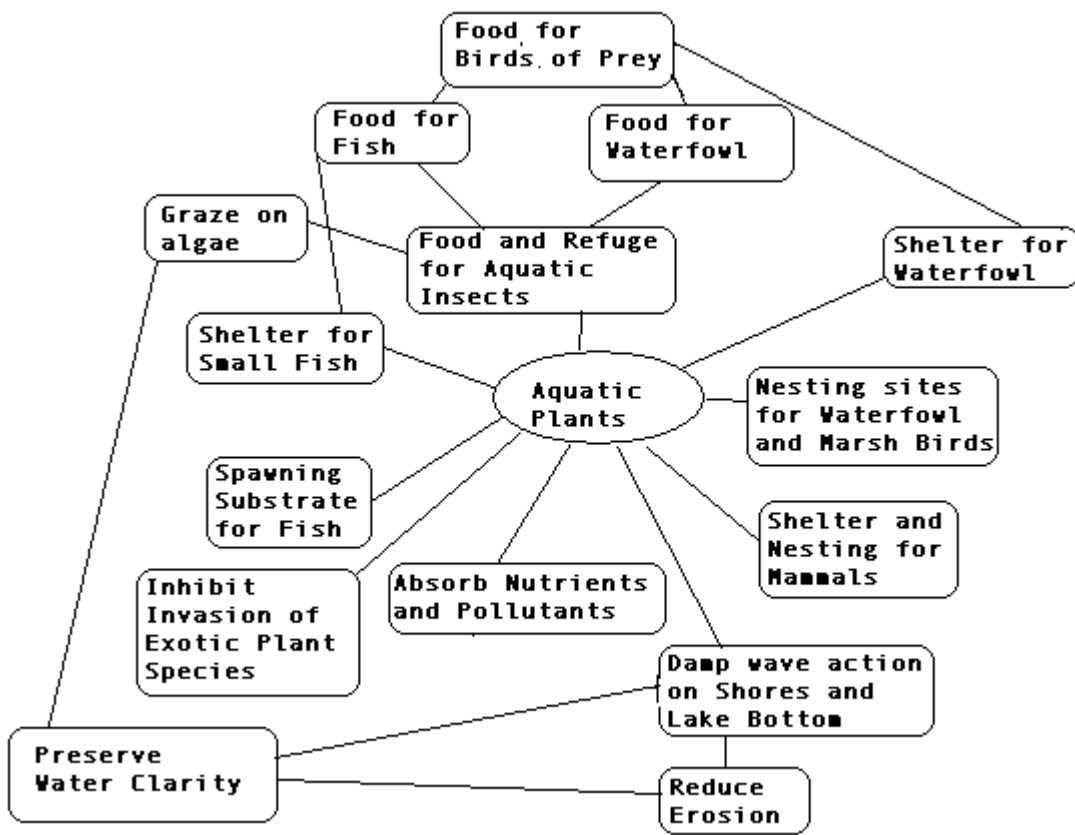 Food for
Birds of Prey
Food for
Fish
Food for
Waterfowl
Graze on
algae
Food and Refuge
for Aquatic
Insects
Shelter for
Waterfowl
Shelter for
Small Fish
Aquatic
Plants
Nesting sites
for Waterfowl
and Marsh Birds
Spawning
Substrate
for Fish
Shelter and
Nesting for
Mammals
Inhibit
Invasion of
Exotic Plant
Species
Absorb Nutrients
and Pollutants
Damp wave action
on Shores and
Lake Bottom
Preserve
Water Clarity
Reduce
Erosion